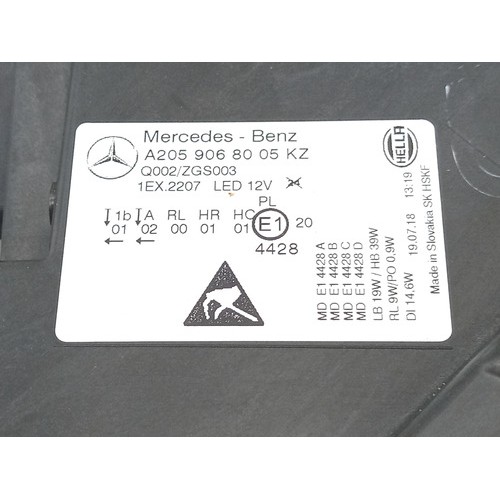 Mercedes - Benz
A205 906 80 05 KZ
Q002/ZGS003
1EX.2207 LED 12V
PL
1b A RL HR HC E1 20
01 02 00 01 01
4428
HELLA
MD E1 4428 A
MD E1 4428 B
MD E1 4428 C
MD E1 4428 D
LB 19W / HB 39W
RL 9W/PO 0.9W
DI 14.6W 19.07.18 13:19
Made in Slovakia SK HSKF